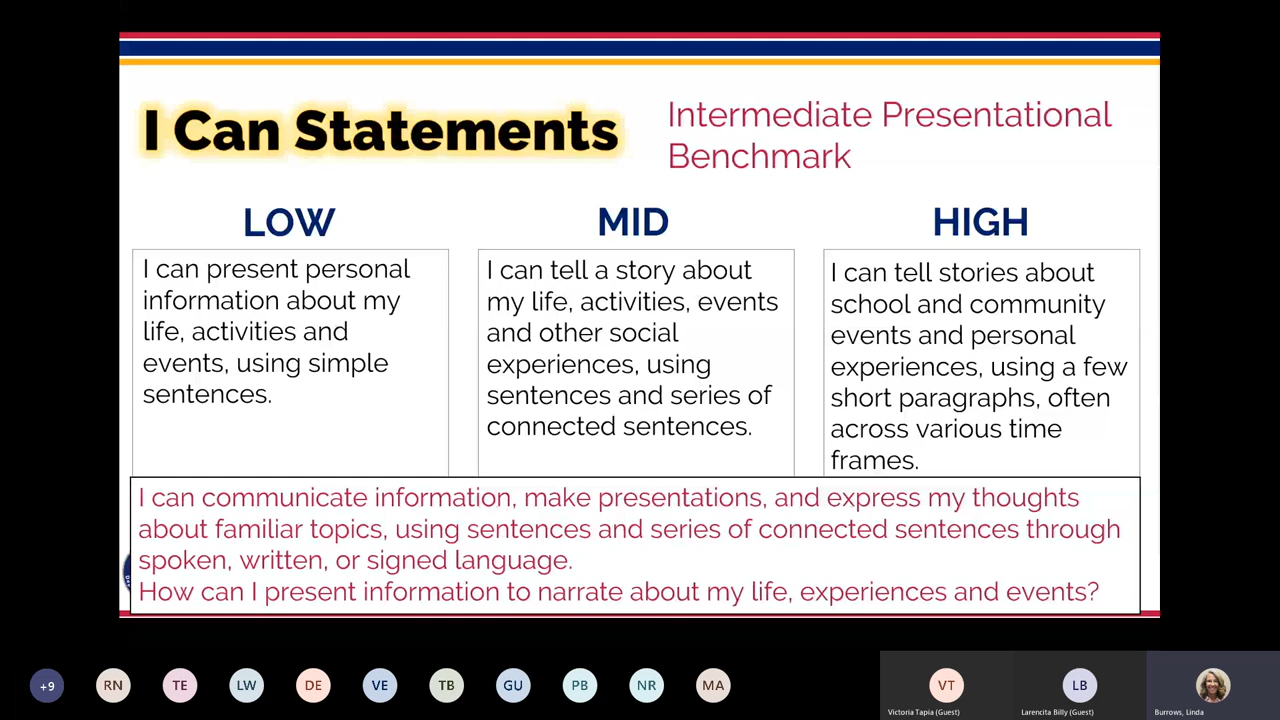 I Can Statements
Intermediate Presentational
Benchmark
LOW
I can present personal
information about my
life, activities and
events, using simple
sentences.
MID
I can tell a story about
my life, activities, events
and other social
experiences, using
sentences and series of
connected sentences.
HIGH
I can tell stories about
school and community
events and personal
experiences, using a few
short paragraphs, often
across various time
frames.
I can communicate information, make presentations, and express my thoughts
about familiar topics, using sentences and series of connected sentences through
spoken, written, or signed language.
How can I present information to narrate about my life, experiences and events?
+9
RN
TE
LW
DE
VE
TB
GU
PB
NR
MA
VT
LB
Victoria Tapia (Guest)
Larencita Billy (Guest)
Burrows, Linda